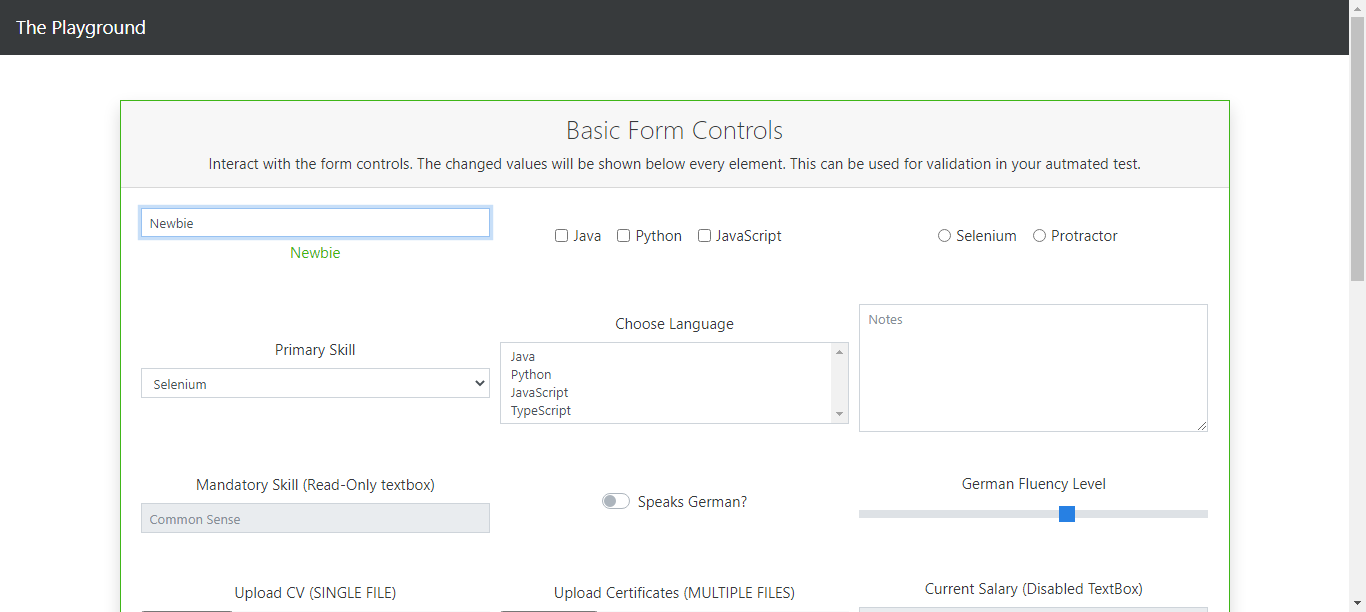 The Playground
Basic Form Controls
Interact with the form controls. The changed values will be shown below every element. This can be used for validation in your autmated test.
Newbie
Newbie
Java Python JavaScript
Selenium Protractor
Primary Skill
Selenium
Choose Language
Java
Python
JavaScript
TypeScript
Notes
Mandatory Skill (Read-Only textbox)
Common Sense
Speaks German?
German Fluency Level
Upload CV (SINGLE FILE)
Upload Certificates (MULTIPLE FILES)
Current Salary (Disabled TextBox)